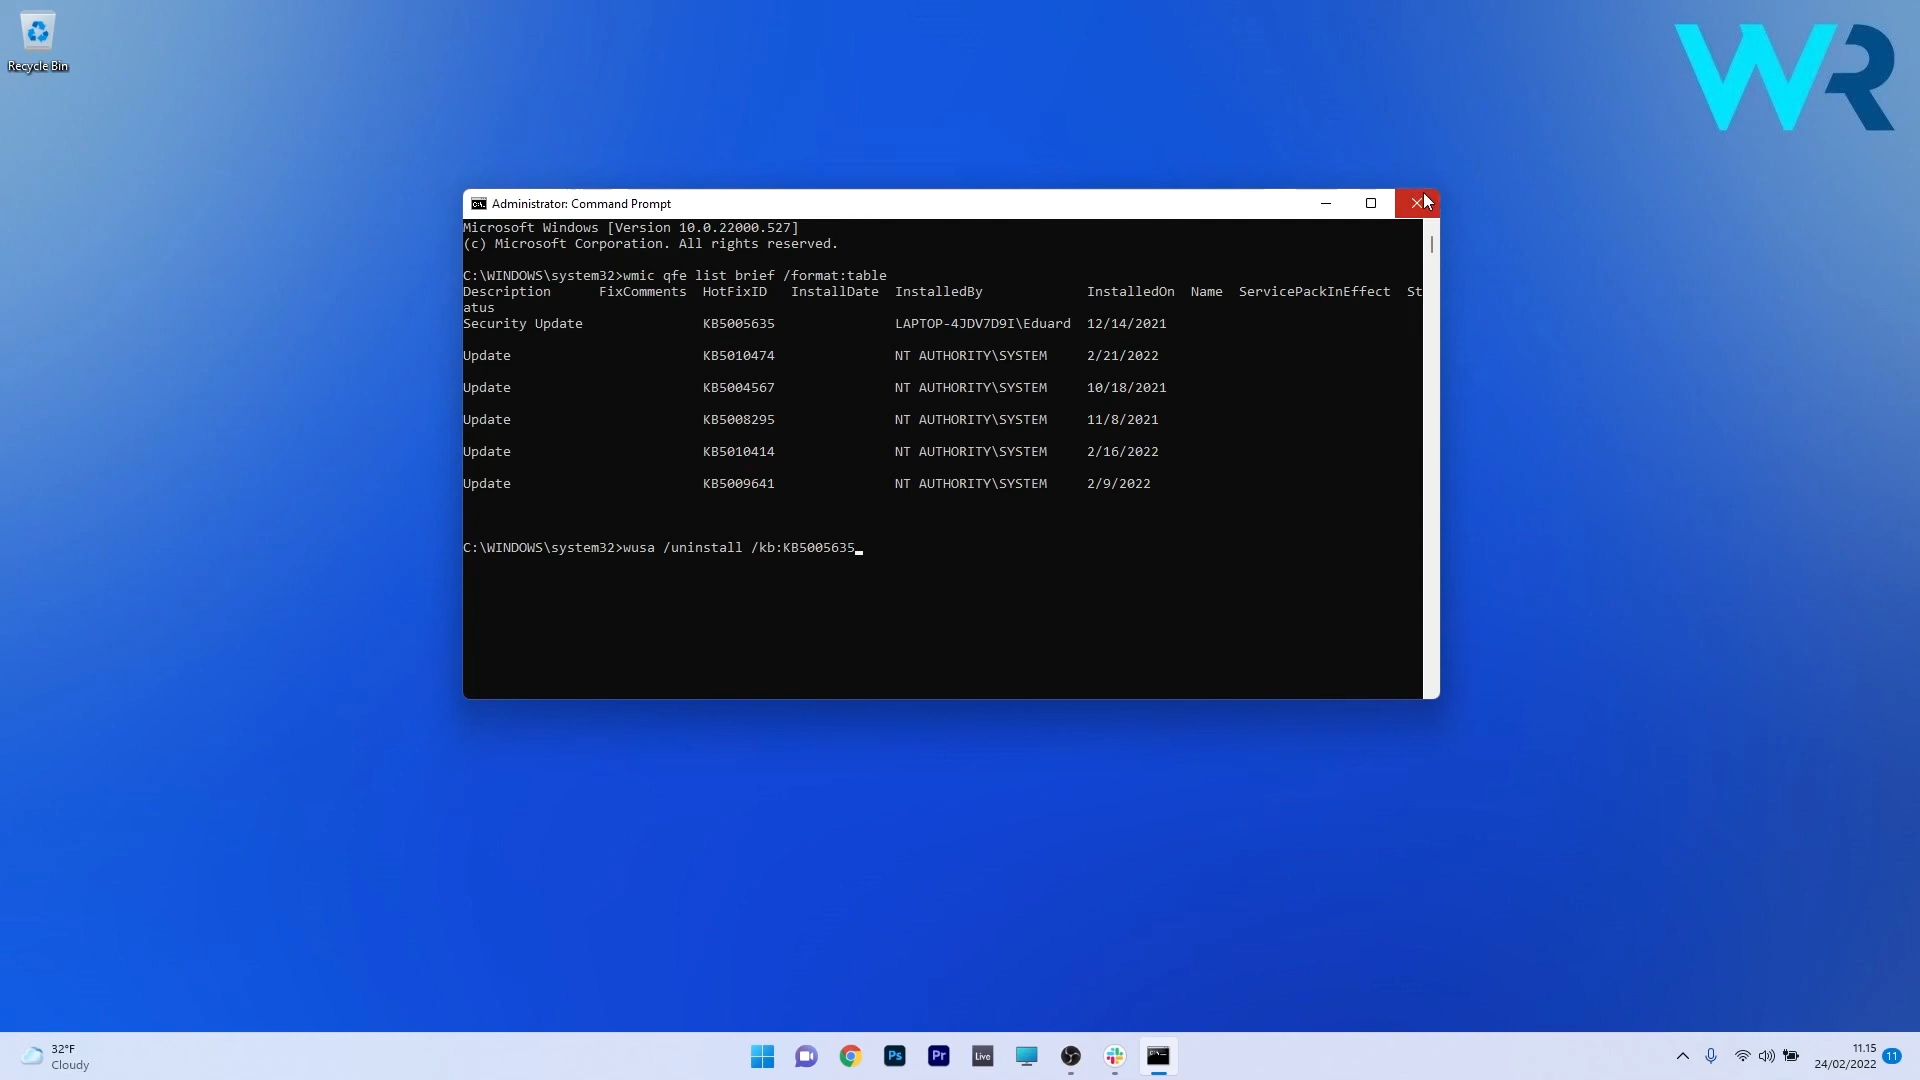 Recycle Bin
WR
Administrator: Command Prompt
Microsoft Windows [Version 10.0.22000.527]
(c) Microsoft Corporation. All rights reserved.
C:\WINDOWS\system32>wmic qfe list brief /format:table
Description FixComments HotFixID InstallDate InstalledBy InstalledOn Name ServicePackInEffect St
atus
Security Update KB5005635 LAPTOP-4JDV7D9I\Eduard 12/14/2021
Update KB5010474 NT AUTHORITY\SYSTEM 2/21/2022
Update KB5004567 NT AUTHORITY\SYSTEM 10/18/2021
Update KB5008295 NT AUTHORITY\SYSTEM 11/8/2021
Update KB5010414 NT AUTHORITY\SYSTEM 2/16/2022
Update KB5009641 NT AUTHORITY\SYSTEM 2/9/2022
C:\WINDOWS\system32>wusa /uninstall /kb:KB5005635_
32°F
Cloudy
Ps
Pr
Live
11.15
24/02/2022
11